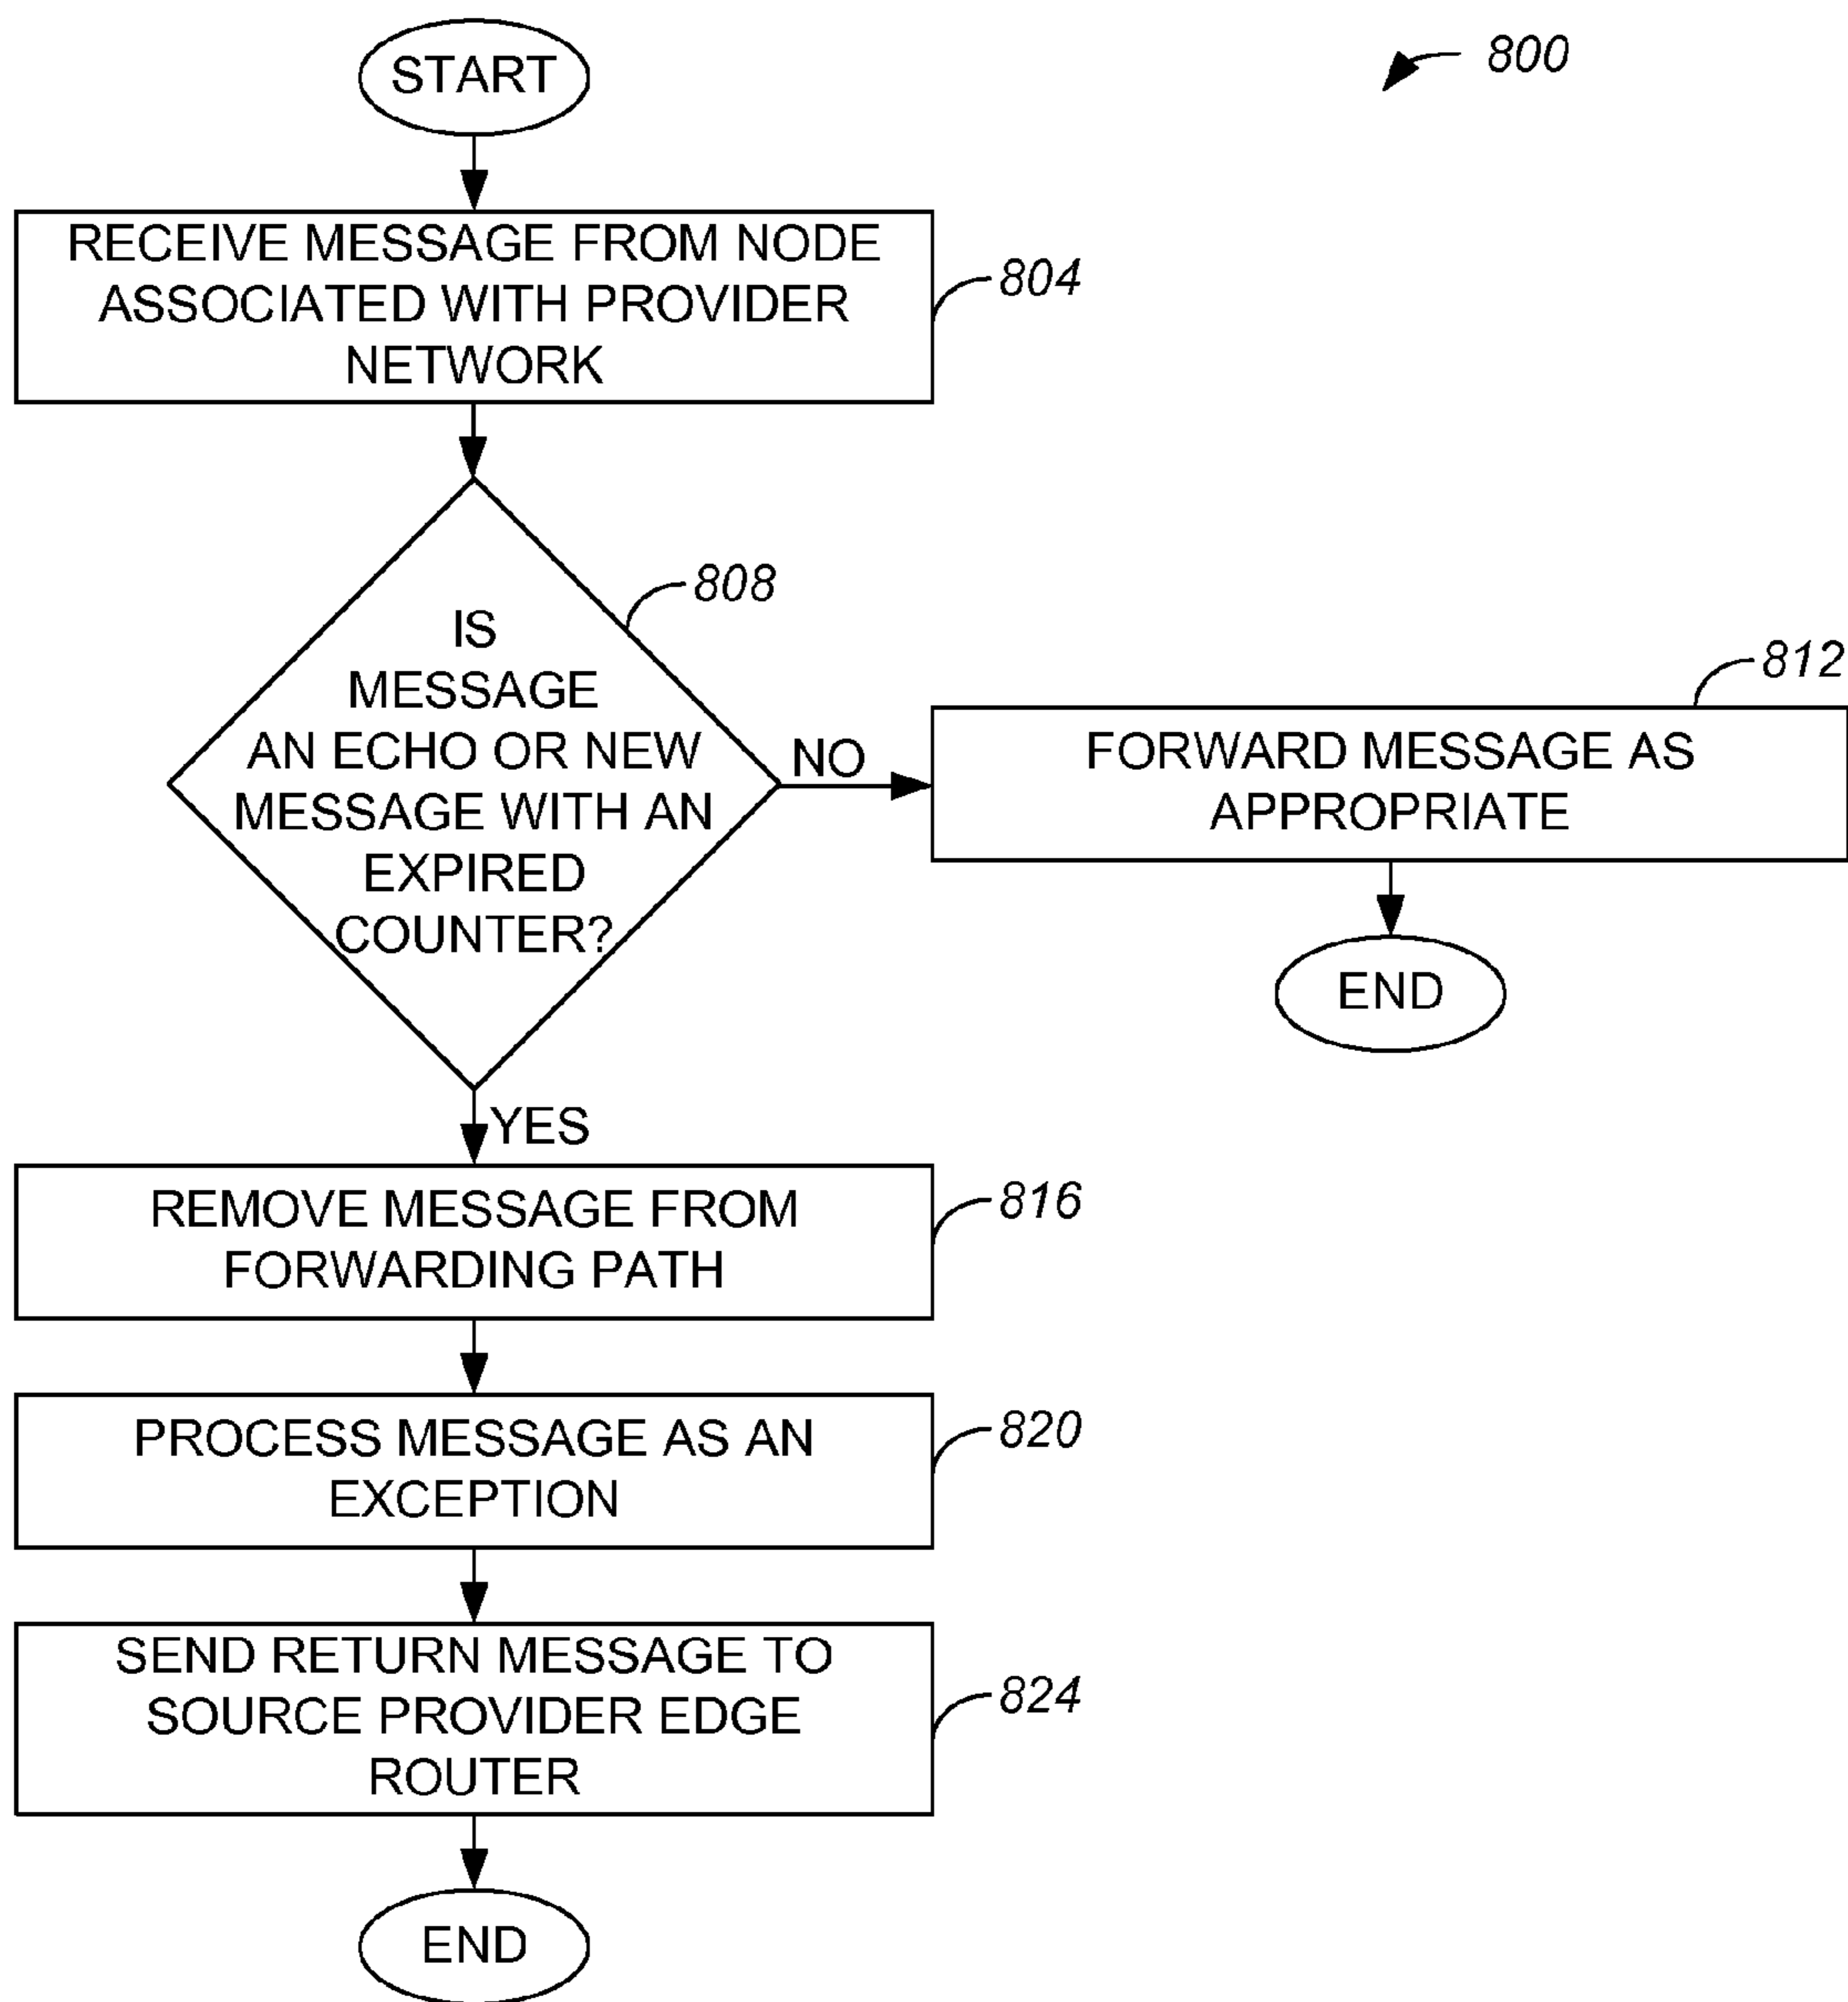 START
800
RECEIVE MESSAGE FROM NODE
ASSOCIATED WITH PROVIDER
NETWORK
804
IS
MESSAGE
AN ECHO OR NEW
MESSAGE WITH AN
EXPIRED
COUNTER?
808
NO
812
FORWARD MESSAGE AS
APPROPRIATE
END
YES
REMOVE MESSAGE FROM
FORWARDING PATH
816
PROCESS MESSAGE AS AN
EXCEPTION
820
SEND RETURN MESSAGE TO
SOURCE PROVIDER EDGE
ROUTER
824
END